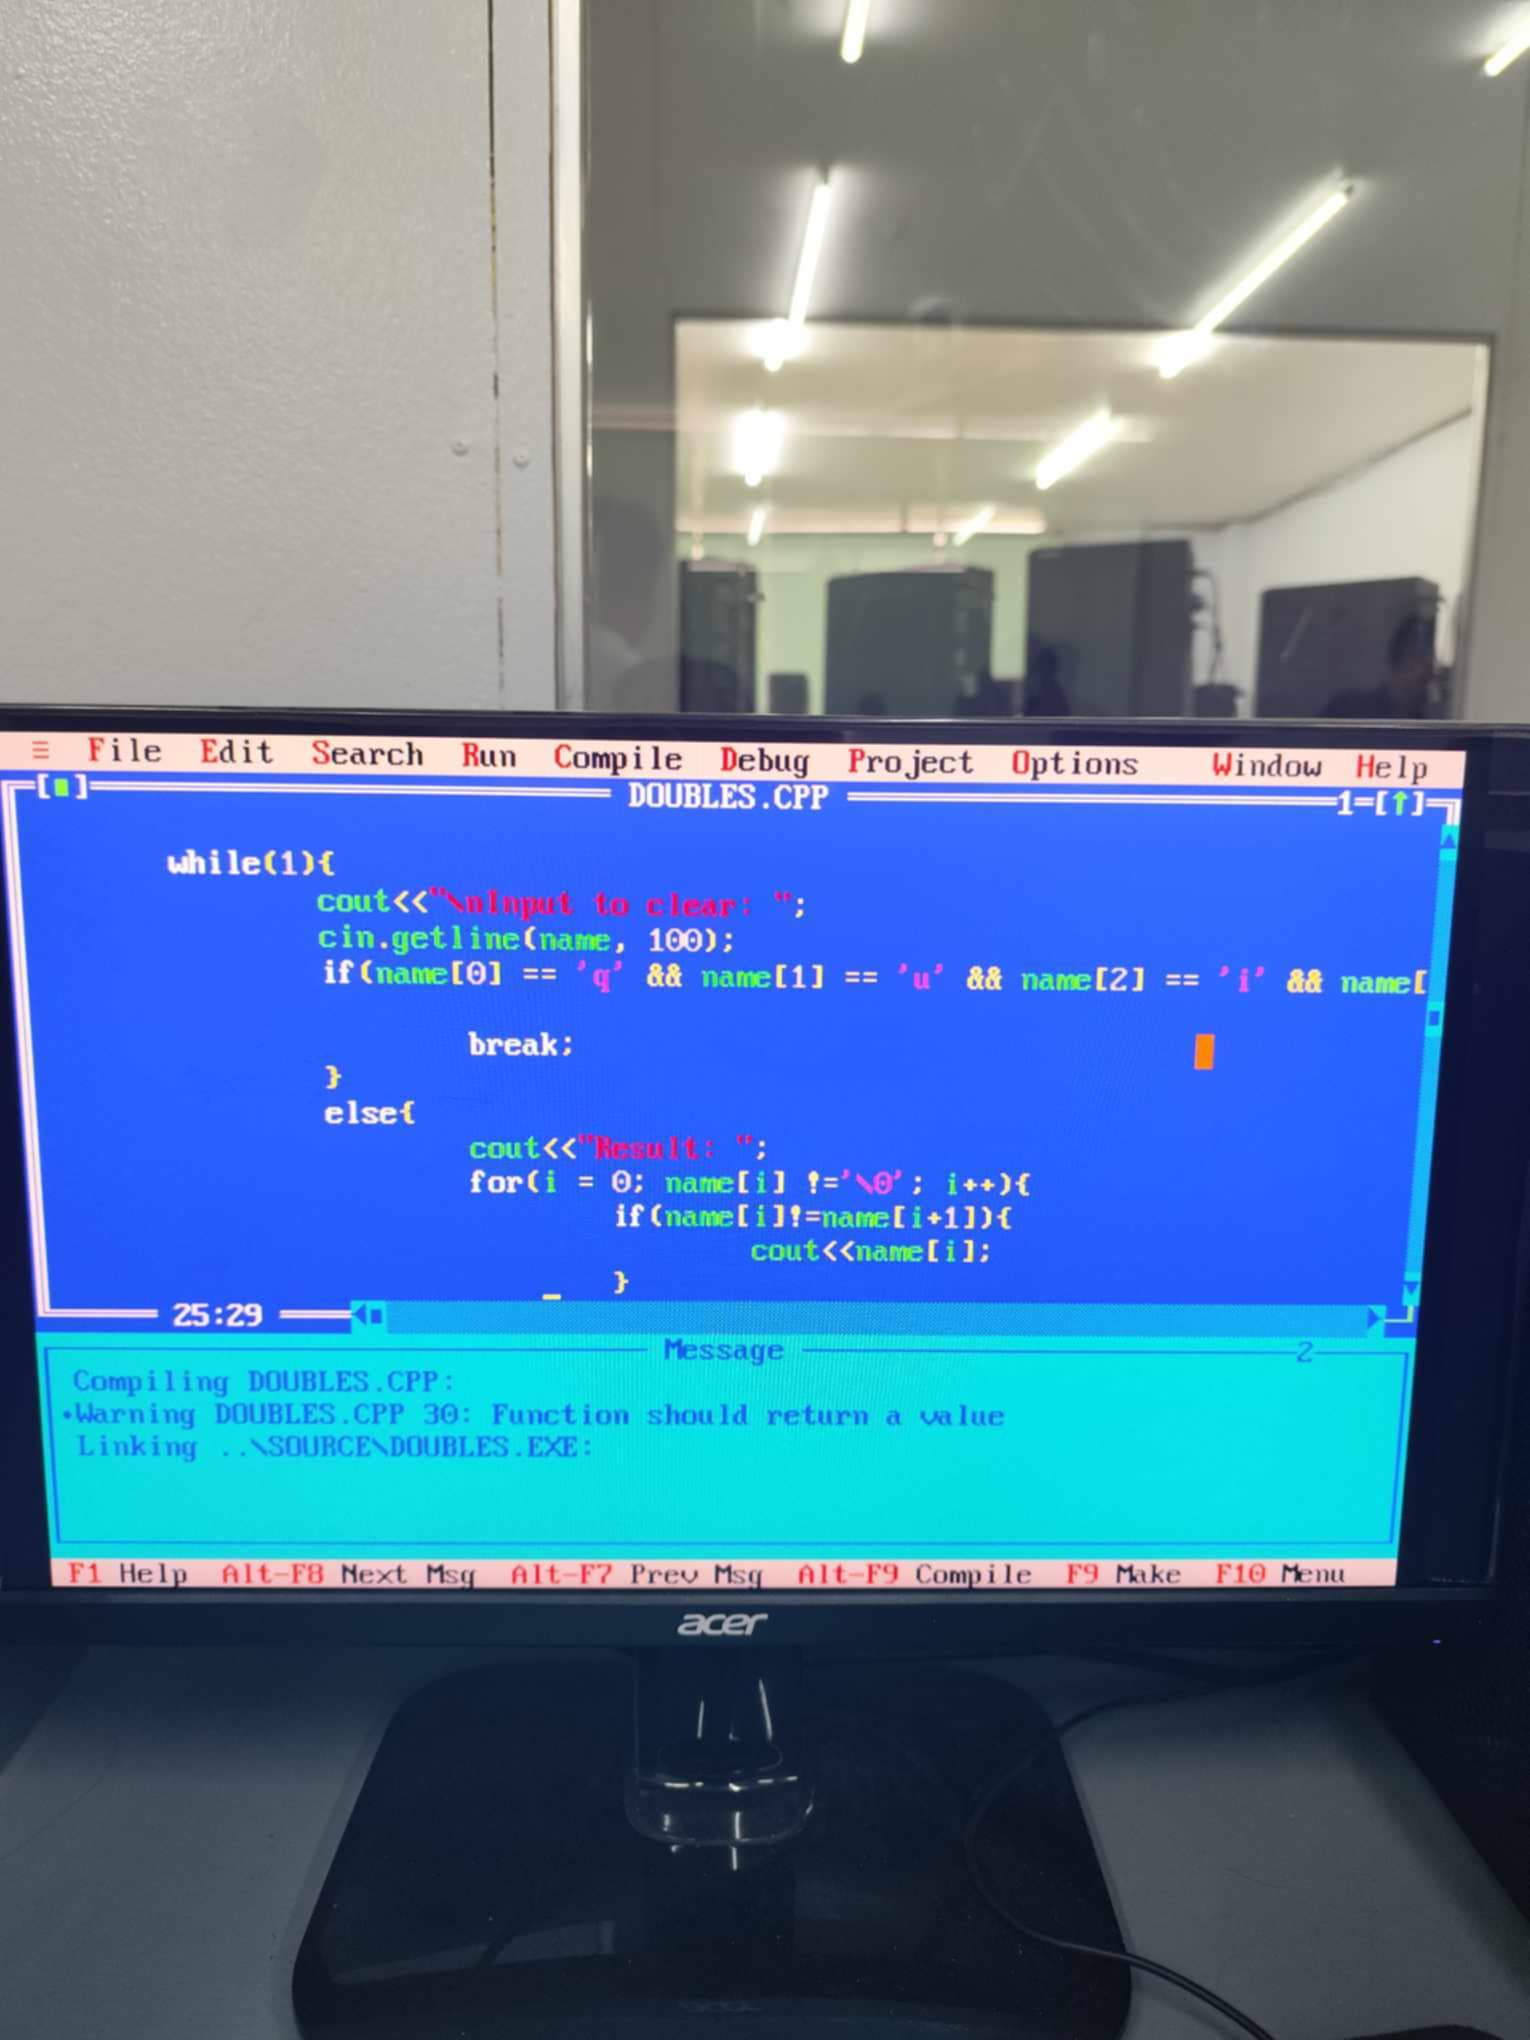 ≡ File Edit Search Run Compile Debug Project Options Window Help
[■] DOUBLES.CPP 1=[↑]
while(1){
cout<<"\nInput to clear: ";
cin.getline(name, 100);
if(name[0] == 'q' && name[1] == 'u' && name[2] == 'i' && name[
break;
}
else{
cout<<"Result: ";
for(i = 0; name[i] !='\0'; i++){
if(name[i]!=name[i+1]){
cout<<name[i];
}
25:29
Message 2
Compiling DOUBLES.CPP:
•Warning DOUBLES.CPP 30: Function should return a value
Linking ..\SOURCE\DOUBLES.EXE:
F1 Help Alt-F8 Next Msg Alt-F7 Prev Msg Alt-F9 Compile F9 Make F10 Menu
acer